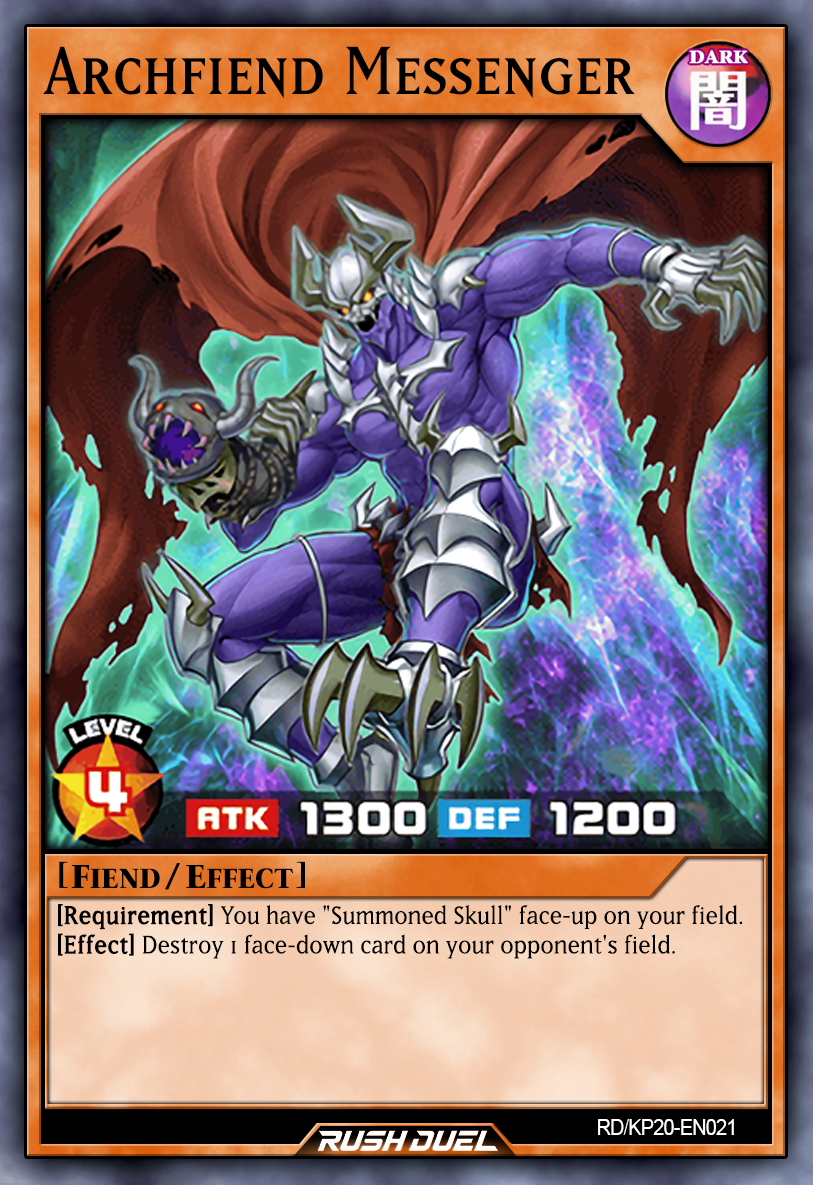 Archfiend Messenger
DARK
闇
LEVEL
4
ATK 1300 DEF 1200
[Fiend / Effect]
[Requirement] You have "Summoned Skull" face-up on your field.
[Effect] Destroy 1 face-down card on your opponent's field.
RD/KP20-EN021
RUSH DUEL